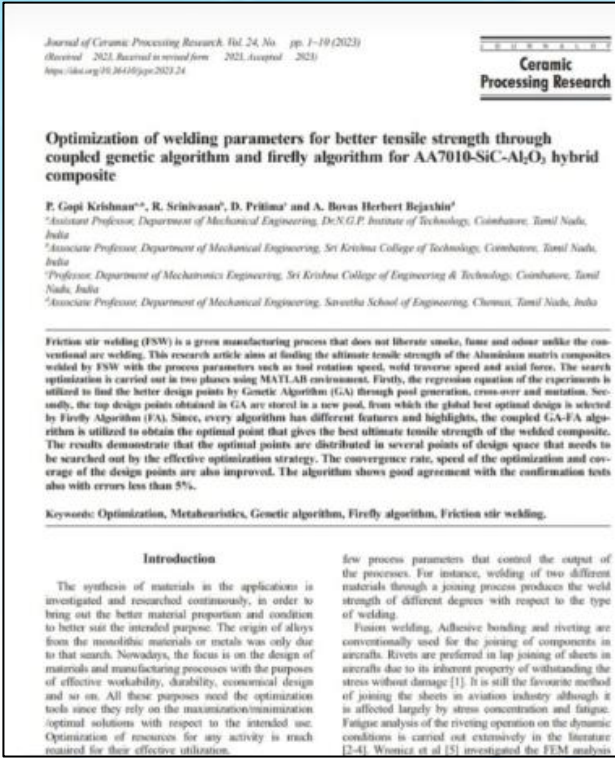 Journal of Ceramic Processing Research. Vol. 24, No. pp. 1~10 (2023)
(Received 2023, Received in revised form 2023, Accepted 2023)
https://doi.org/10.36410/jcpr.2023.24.
JOURNAL OF
Ceramic
Processing Research
Optimization of welding parameters for better tensile strength through
coupled genetic algorithm and firefly algorithm for AA7010-SiC-Al₂O₃ hybrid
composite
P. Gopi Krishnanᵃ,*, R. Srinivasanᵇ, D. Pritimaᶜ and A. Bovas Herbert Bejaxhinᵈ
ᵃAssistant Professor, Department of Mechanical Engineering, Dr.N.G.P. Institute of Technology, Coimbatore, Tamil Nadu,
India
ᵇAssociate Professor, Department of Mechanical Engineering, Sri Krishna College of Technology, Coimbatore, Tamil Nadu,
India
ᶜProfessor, Department of Mechatronics Engineering, Sri Krishna College of Engineering & Technology, Coimbatore, Tamil
Nadu, India
ᵈAssociate Professor, Department of Mechanical Engineering, Saveetha School of Engineering, Chennai, Tamil Nadu, India
Friction stir welding (FSW) is a green manufacturing process that does not liberate smoke, fume and odour unlike the con-
ventional arc welding. This research article aims at finding the ultimate tensile strength of the Aluminium matrix composites
welded by FSW with the process parameters such as tool rotation speed, weld traverse speed and axial force. The search
optimization is carried out in two phases using MATLAB environment. Firstly, the regression equation of the experiments is
utilized to find the better design points by Genetic Algorithm (GA) through pool generation, cross-over and mutation. Sec-
ondly, the top design points obtained in GA are stored in a new pool, from which the global best optimal design is selected
by Firefly Algorithm (FA). Since, every algorithm has different features and highlights, the coupled GA-FA algo-
rithm is utilized to obtain the optimal point that gives the best ultimate tensile strength of the welded composite.
The results demonstrate that the optimal points are distributed in several points of design space that needs to
be searched out by the effective optimization strategy. The convergence rate, speed of the optimization and cov-
erage of the design points are also improved. The algorithm shows good agreement with the confirmation tests
also with errors less than 5%.
Keywords: Optimization, Metaheuristics, Genetic algorithm, Firefly algorithm, Friction stir welding.
Introduction
The synthesis of materials in the applications is
investigated and researched continuously, in order to
bring out the better material proportion and condition
to better suit the intended purpose. The origin of alloys
from the monolithic materials or metals was only due
to that search. Nowadays, the focus is on the design of
materials and manufacturing processes with the purposes
of effective workability, durability, economical design
and so on. All these purposes need the optimization
tools since they rely on the maximization/minimization
/optimal solutions with respect to the intended use.
Optimization of resources for any activity is much
required for their effective utilization.
few process parameters that control the output of
the processes. For instance, welding of two different
materials through a joining process produces the weld
strength of different degrees with respect to the type
of welding.
Fusion welding, Adhesive bonding and riveting are
conventionally used for the joining of components in
aircrafts. Rivets are preferred in lap joining of sheets in
aircrafts due to its inherent property of withstanding the
stress without damage [1]. It is still the favourite method
of joining the sheets in aviation industry although it
is affected largely by stress concentration and fatigue.
Fatigue analysis of the riveting operation on the dynamic
conditions is carried out extensively in the literature
[2-4]. Wronicz et al [5] investigated the FEM analysis